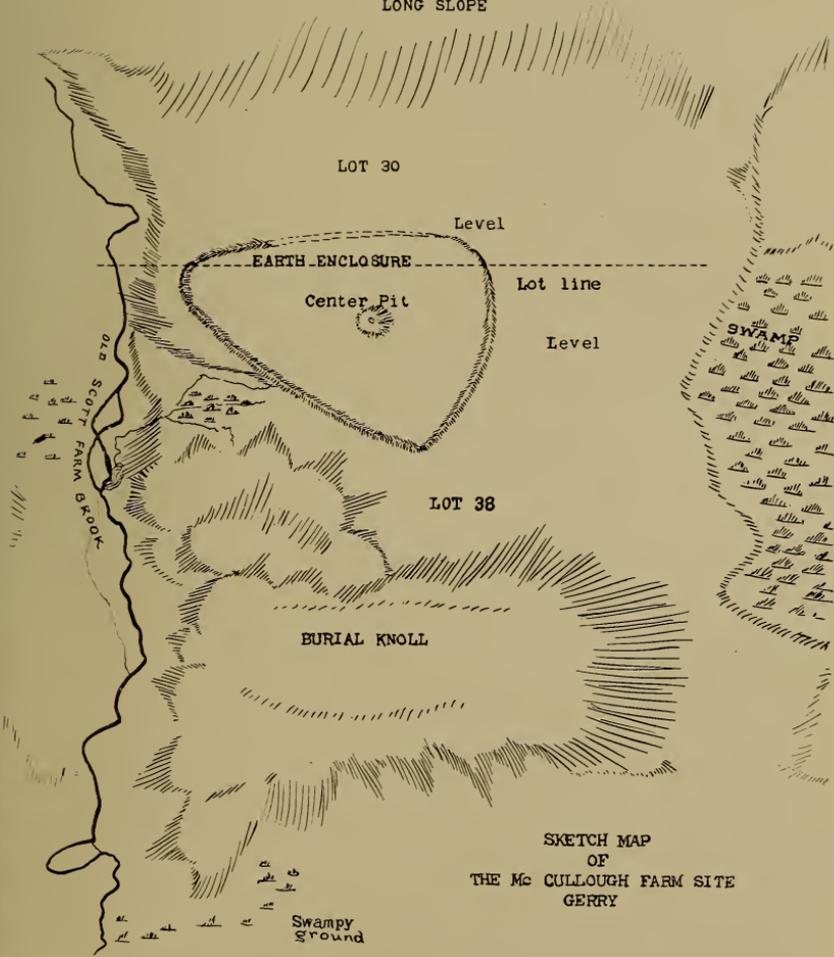 LONG SLOPE
LOT 30
Level
EARTH ENCLOSURE
Lot line
Center Pit
SWAMP
Level
OLD SCOTT FARM BROOK
LOT 38
BURIAL KNOLL
SKETCH MAP
OF
THE Mc CULLOUGH FARM SITE
GERRY
Swampy
ground